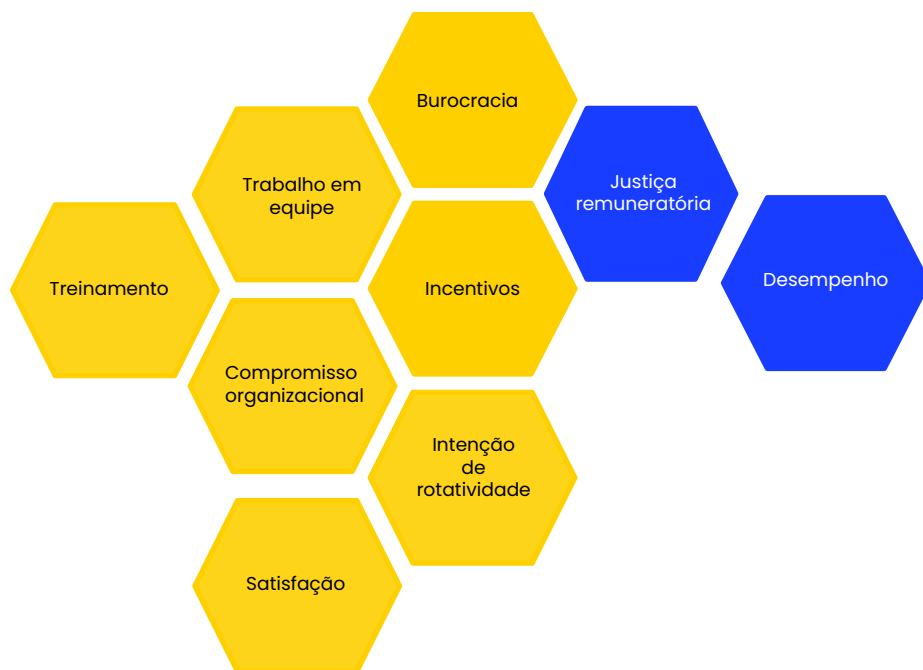 Burocracia
Trabalho em
equipe
Justiça
remuneratória
Treinamento
Incentivos
Desempenho
Compromisso
organizacional
Intenção
de
rotatividade
Satisfação